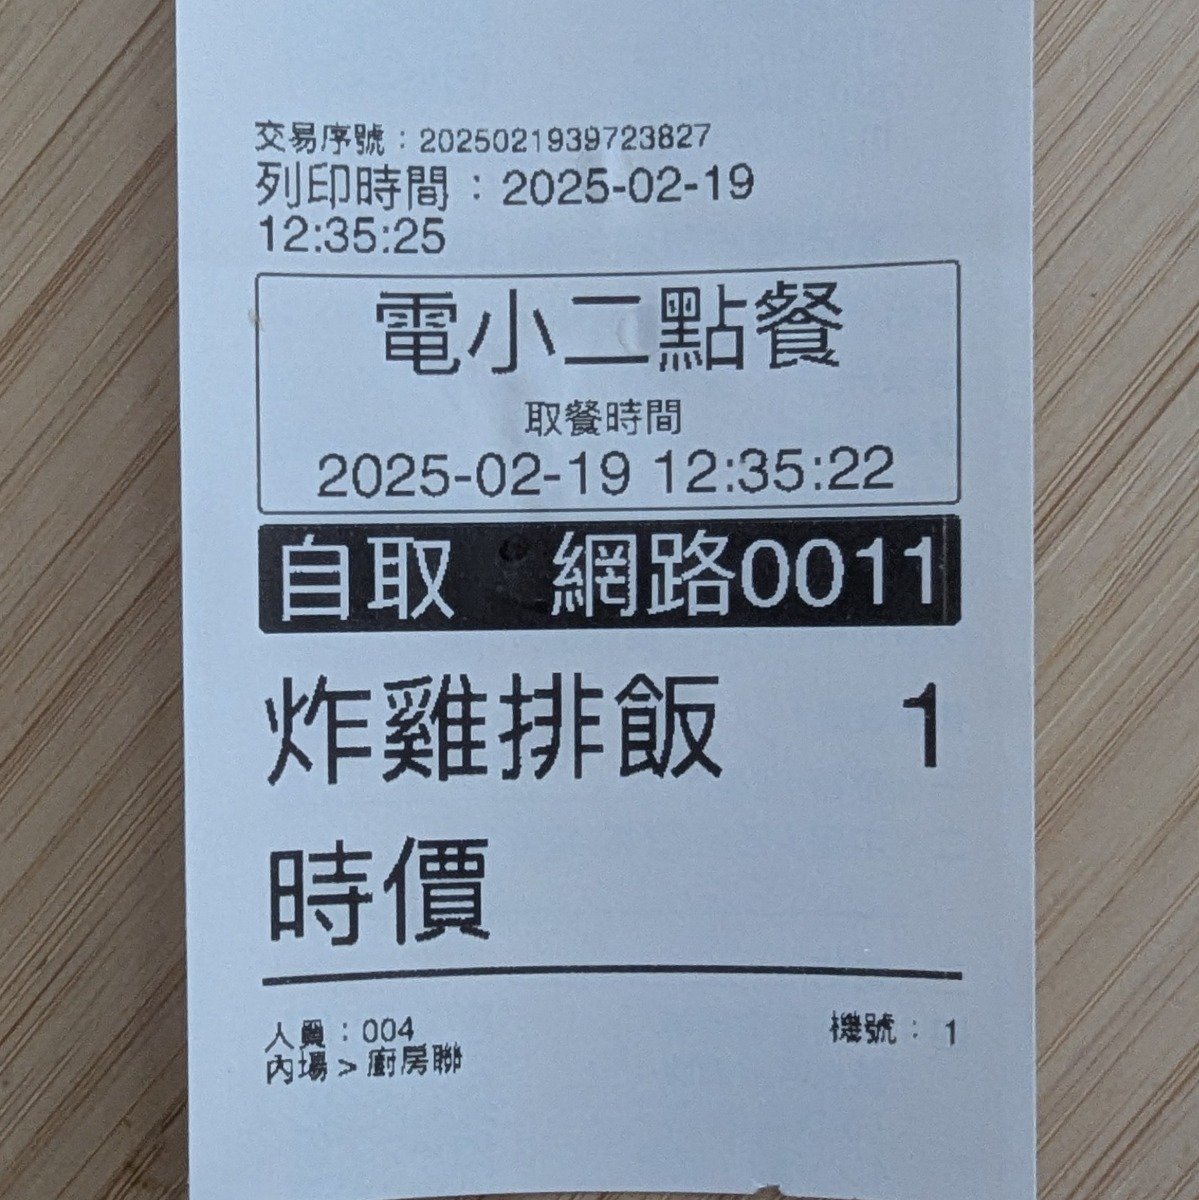 交易序號：2025021939723827
列印時間：2025-02-19
12:35:25
電小二點餐
取餐時間
2025-02-19 12:35:22
自取 網路0011
炸雞排飯 1
時價
人員：004 機號： 1
內場 > 廚房聯